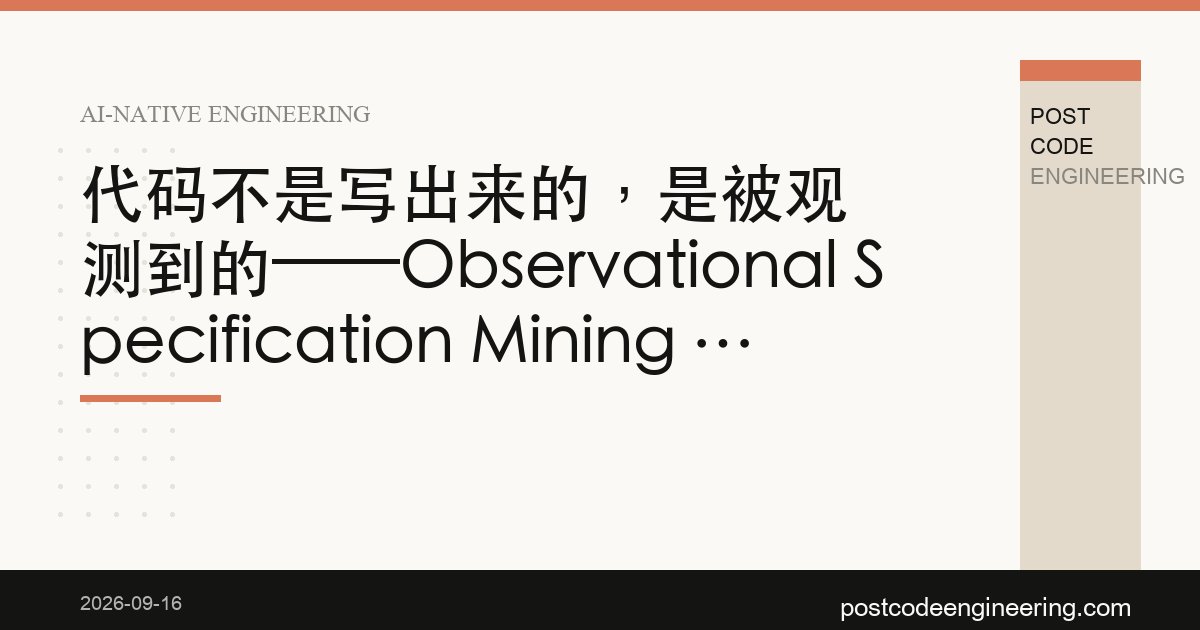 AI-NATIVE ENGINEERING
代码不是写出来的，是被观
测到的——Observational S
pecification Mining …
POST
CODE
ENGINEERING
2026-09-16
postcodeengineering.com